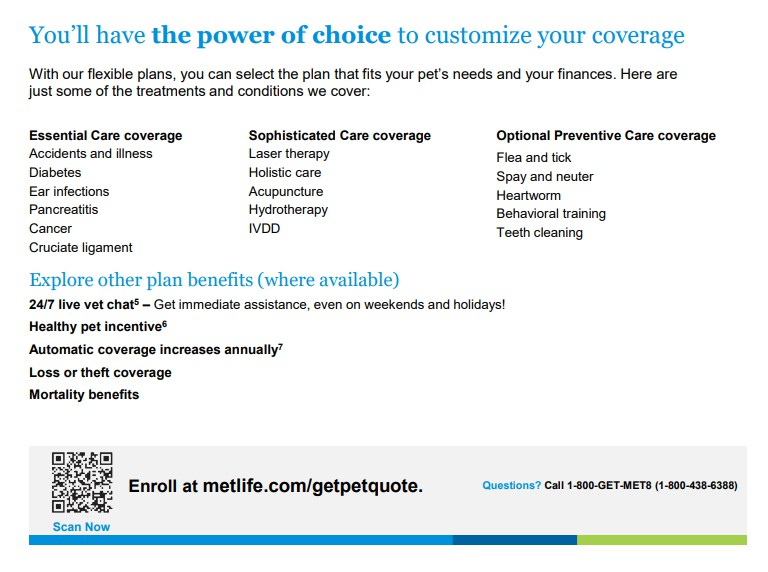 You'll have the power of choice to customize your coverage
With our flexible plans, you can select the plan that fits your pet's needs and your finances. Here are
just some of the treatments and conditions we cover:
Essential Care coverage
Accidents and illness
Diabetes
Ear infections
Pancreatitis
Cancer
Cruciate ligament
Sophisticated Care coverage
Laser therapy
Holistic care
Acupuncture
Hydrotherapy
IVDD
Optional Preventive Care coverage
Flea and tick
Spay and neuter
Heartworm
Behavioral training
Teeth cleaning
Explore other plan benefits (where available)
24/7 live vet chat⁵ – Get immediate assistance, even on weekends and holidays!
Healthy pet incentive⁶
Automatic coverage increases annually⁷
Loss or theft coverage
Mortality benefits
Scan Now
Enroll at metlife.com/getpetquote.
Questions? Call 1-800-GET-MET8 (1-800-438-6388)